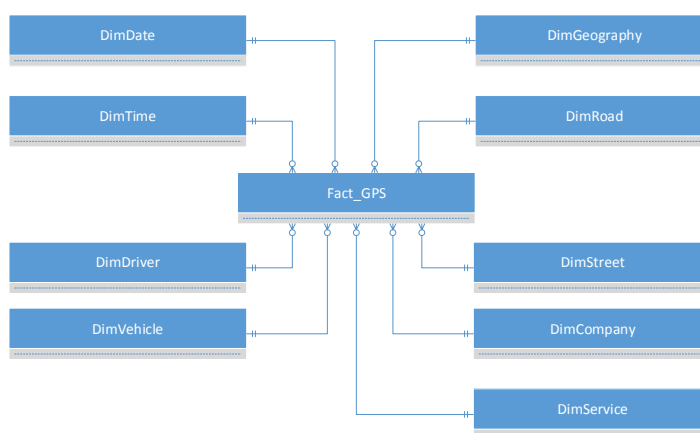 DimDate
DimGeography
DimTime
DimRoad
Fact_GPS
DimDriver
DimStreet
DimVehicle
DimCompany
DimService